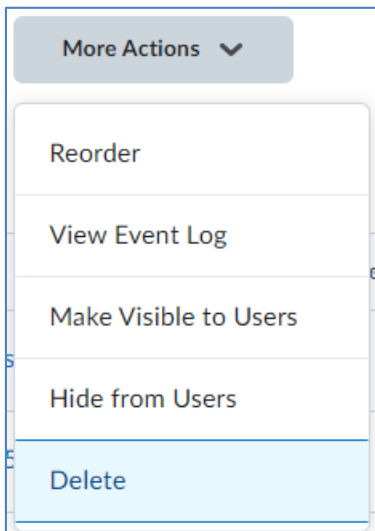 More Actions
Reorder
View Event Log
Make Visible to Users
Hide from Users
Delete